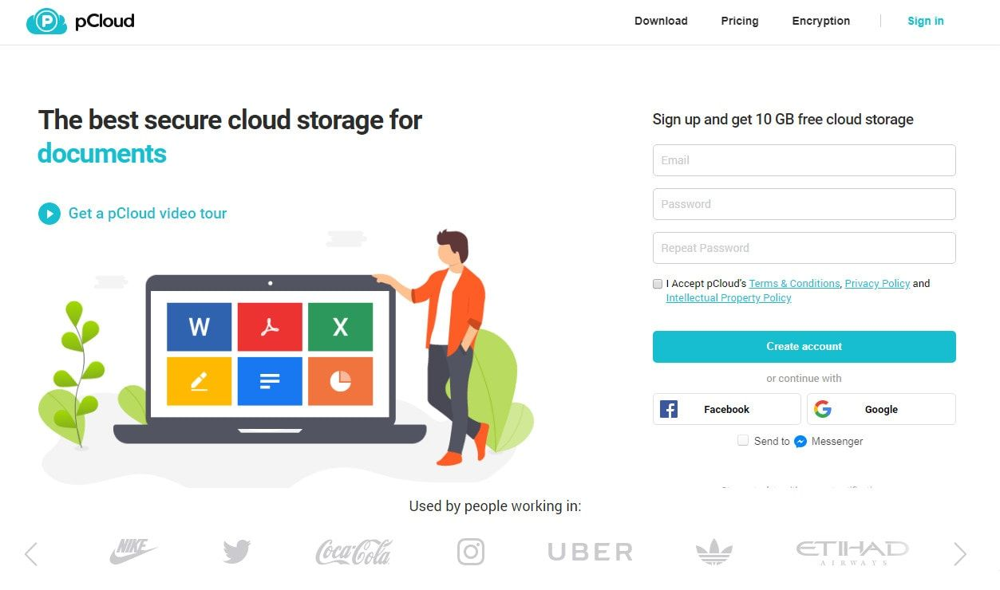 pCloud
Download
Pricing
Encryption
Sign in
The best secure cloud storage for
documents
Get a pCloud video tour
W
X
Sign up and get 10 GB free cloud storage
Email
Password
Repeat Password
I Accept pCloud's Terms & Conditions, Privacy Policy and
Intellectual Property Policy
Create account
or continue with
Facebook
Google
Send to Messenger
Used by people working in:
NIKE
Coca-Cola
UBER
ETIHAD
AIRWAYS